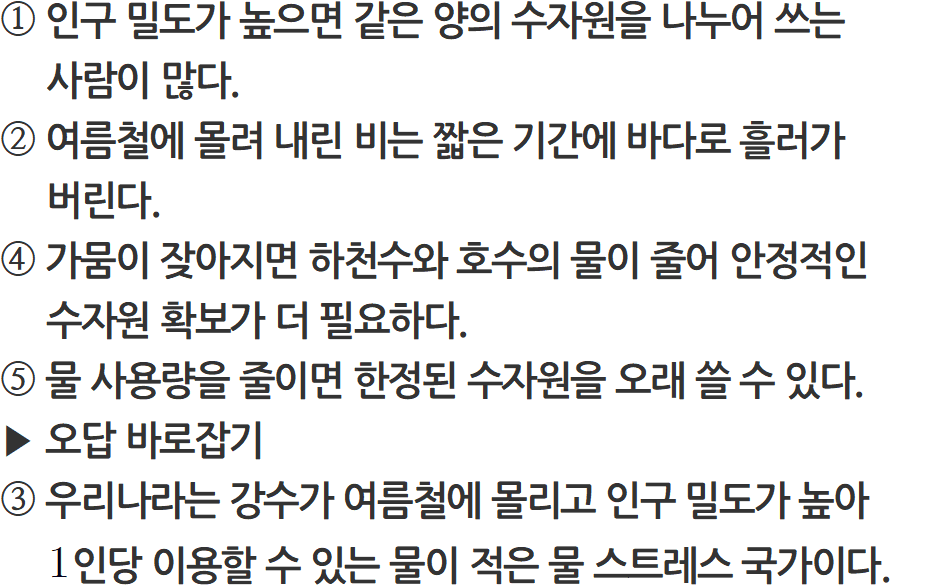 ① 인구 밀도가 높으면 같은 양의 수자원을 나누어 쓰는
사람이 많다.
② 여름철에 몰려 내린 비는 짧은 기간에 바다로 흘러가
버린다.
④ 가뭄이 잦아지면 하천수와 호수의 물이 줄어 안정적인
수자원 확보가 더 필요하다.
⑤ 물 사용량을 줄이면 한정된 수자원을 오래 쓸 수 있다.
▶ 오답 바로잡기
③ 우리나라는 강수가 여름철에 몰리고 인구 밀도가 높아
1인당 이용할 수 있는 물이 적은 물 스트레스 국가이다.